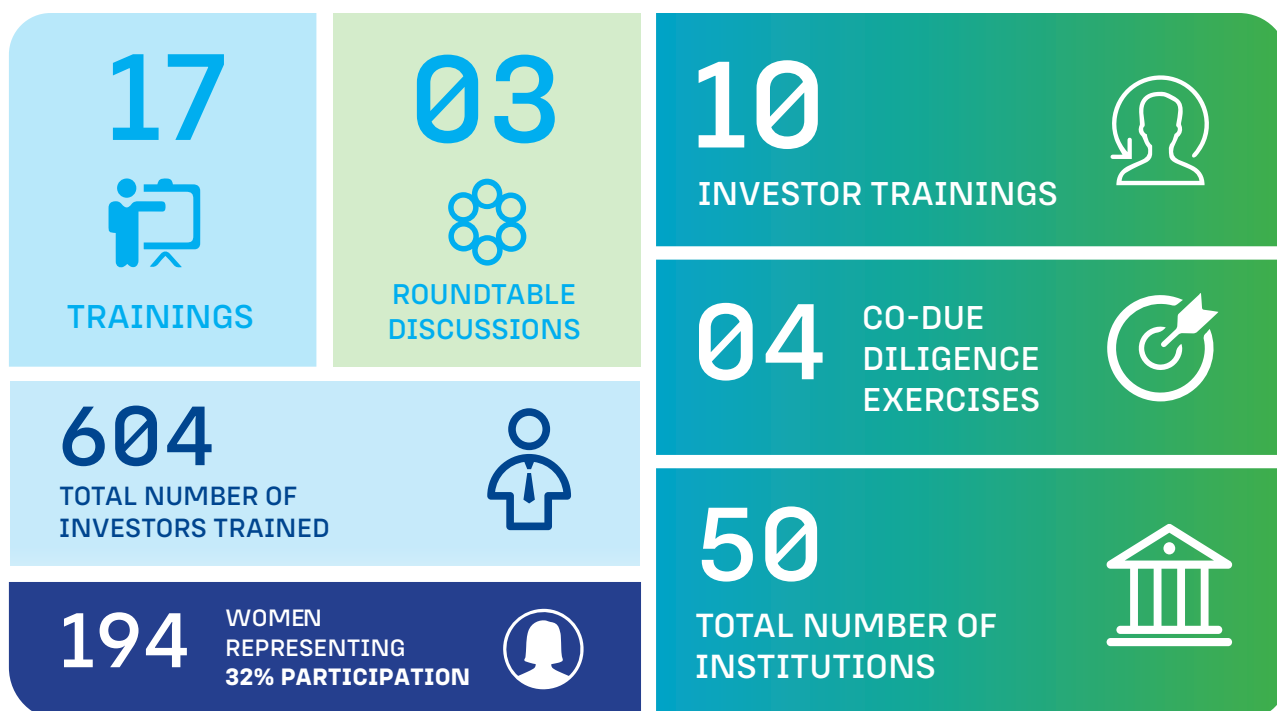 17
TRAININGS
03
ROUNDTABLE
DISCUSSIONS
604
TOTAL NUMBER OF
INVESTORS TRAINED
194
WOMEN
REPRESENTING
32% PARTICIPATION
10
INVESTOR TRAININGS
04
CO-DUE
DILIGENCE
EXERCISES
50
TOTAL NUMBER OF
INSTITUTIONS